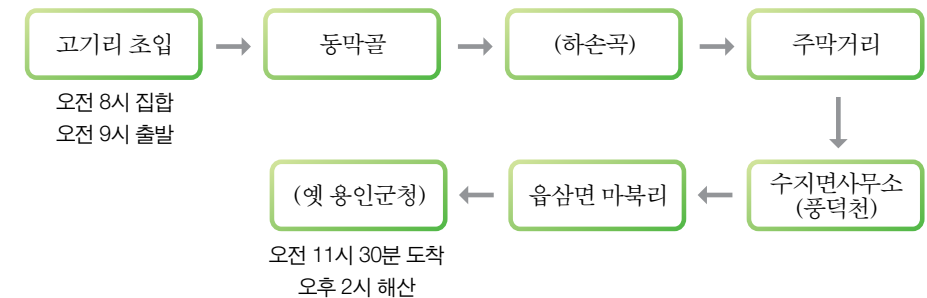 고기리 초입
동막골
(하손곡)
주막거리
오전 8시 집합
오전 9시 출발
수지면사무소
(풍덕천)
읍삼면 마북리
(옛 용인군청)
오전 11시 30분 도착
오후 2시 해산